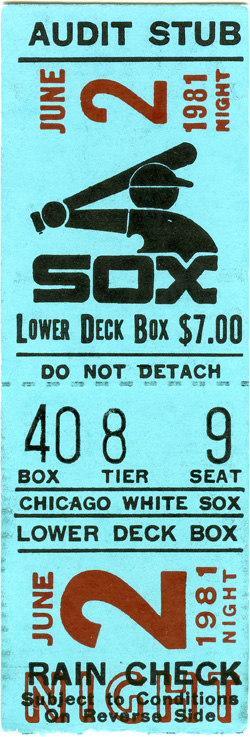 AUDIT STUB
JUNE 2 1981 NIGHT
SOX
LOWER DECK BOX $7.00
DO NOT DETACH
40 8 9
BOX TIER SEAT
CHICAGO WHITE SOX
LOWER DECK BOX
JUNE 2 1981 NIGHT
RAIN CHECK
NIGHT
Subject to Conditions
On Reverse Side